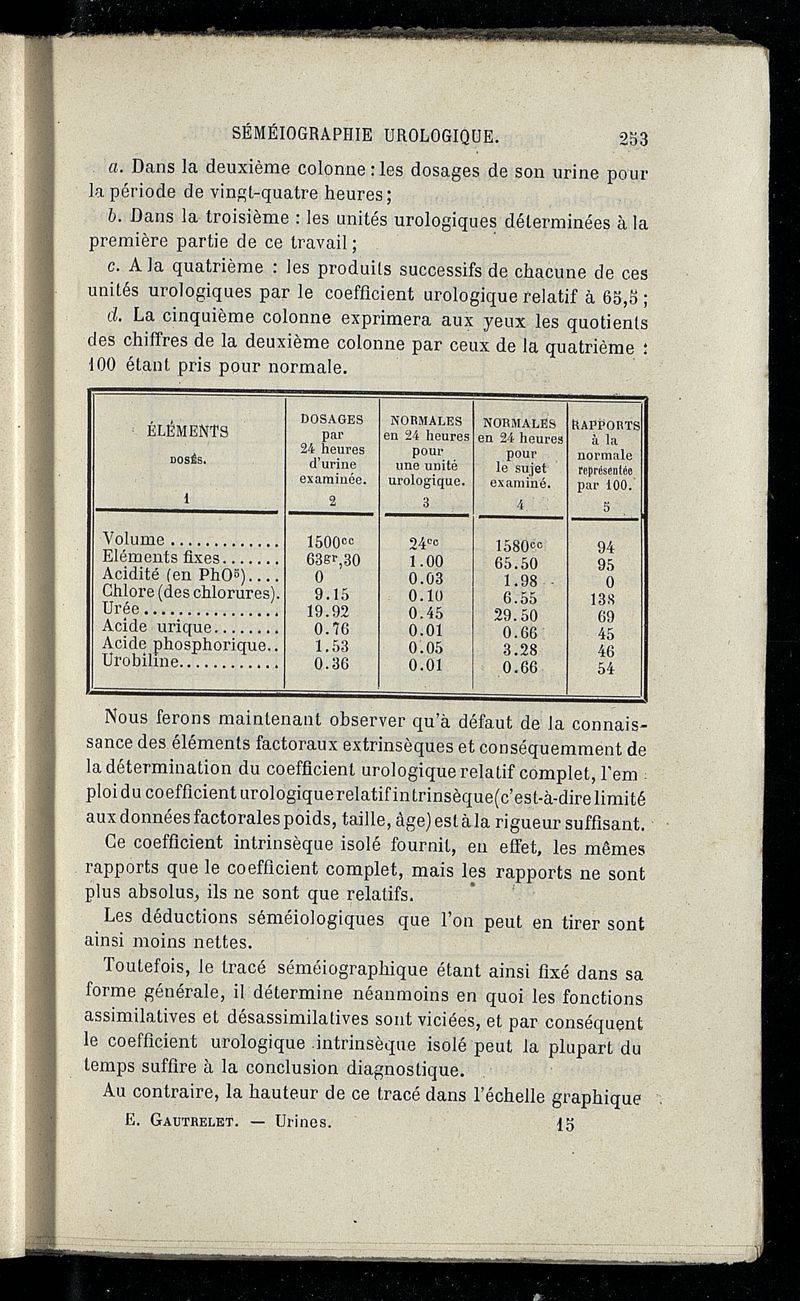 SÉMÉIOGRAPHIE UROLOGIQUE. 253
a. Dans la deuxième colonne : les dosages de son urine pour
la période de vingt-quatre heures ;
b. Dans la troisième : les unités urologiques déterminées à la
première partie de ce travail ;
c. A la quatrième : les produits successifs de chacune de ces
unités urologiques par le coefficient urologique relatif à 65,5 ;
d. La cinquième colonne exprimera aux yeux les quotients
des chiffres de la deuxième colonne par ceux de la quatrième :
100 étant pris pour normale.
ÉLÉMENTS DOSÉS. 1
DOSAGES par 24 heures d'urine examinée. 2
NORMALES en 24 heures pour une unité urologique. 3
NORMALES en 24 heures pour le sujet examiné. 4
RAPPORTS à la normale représentée par 100. 5
Volume ............. 1500cc 24cc 1580cc 94
Eléments fixes....... 63gr,30 1.00 65.50 95
Acidité (en PhO5).... 0 0.03 1.98 0
Chlore (des chlorures). 9.15 0.10 6.55 138
Urée ................ 19.92 0.45 29.50 69
Acide urique........ 0.76 0.01 0.66 45
Acide phosphorique.. 1.53 0.05 3.28 46
Urobiline............ 0.36 0.01 0.66 54
Nous ferons maintenant observer qu'à défaut de la connais-
sance des éléments factoraux extrinsèques et conséquemment de
la détermination du coefficient urologique relatif complet, l'em
ploi du coefficient urologique relatif intrinsèque (c'est-à-dire limité
aux données factorales poids, taille, âge) est à la rigueur suffisant.
Ce coefficient intrinsèque isolé fournit, en effet, les mêmes
rapports que le coefficient complet, mais les rapports ne sont
plus absolus, ils ne sont que relatifs.
Les déductions séméiologiques que l'on peut en tirer sont
ainsi moins nettes.
Toutefois, le tracé séméiographique étant ainsi fixé dans sa
forme générale, il détermine néanmoins en quoi les fonctions
assimilatives et désassimilatives sont viciées, et par conséquent
le coefficient urologique intrinsèque isolé peut la plupart du
temps suffire à la conclusion diagnostique.
Au contraire, la hauteur de ce tracé dans l'échelle graphique
E. GAUTRELET. — Urines. 15